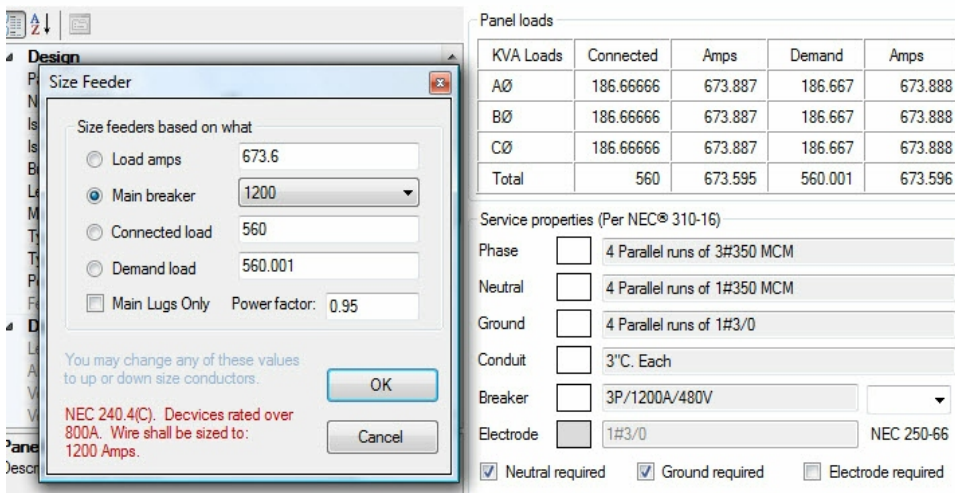 Design
Size Feeder
Size feeders based on what
Load amps 673.6
Main breaker 1200
Connected load 560
Demand load 560.001
Main Lugs Only Power factor: 0.95
You may change any of these values
to up or down size conductors.
OK
NEC 240.4(C). Decvices rated over
800A. Wire shall be sized to:
1200 Amps.
Cancel
Panel loads
KVA Loads Connected Amps Demand Amps
AØ 186.66666 673.887 186.667 673.888
BØ 186.66666 673.887 186.667 673.888
CØ 186.66666 673.887 186.667 673.888
Total 560 673.595 560.001 673.596
Service properties (Per NEC® 310-16)
Phase 4 Parallel runs of 3#350 MCM
Neutral 4 Parallel runs of 1#350 MCM
Ground 4 Parallel runs of 1#3/0
Conduit 3"C. Each
Breaker 3P/1200A/480V
Electrode 1#3/0 NEC 250-66
Neutral required Ground required Electrode required